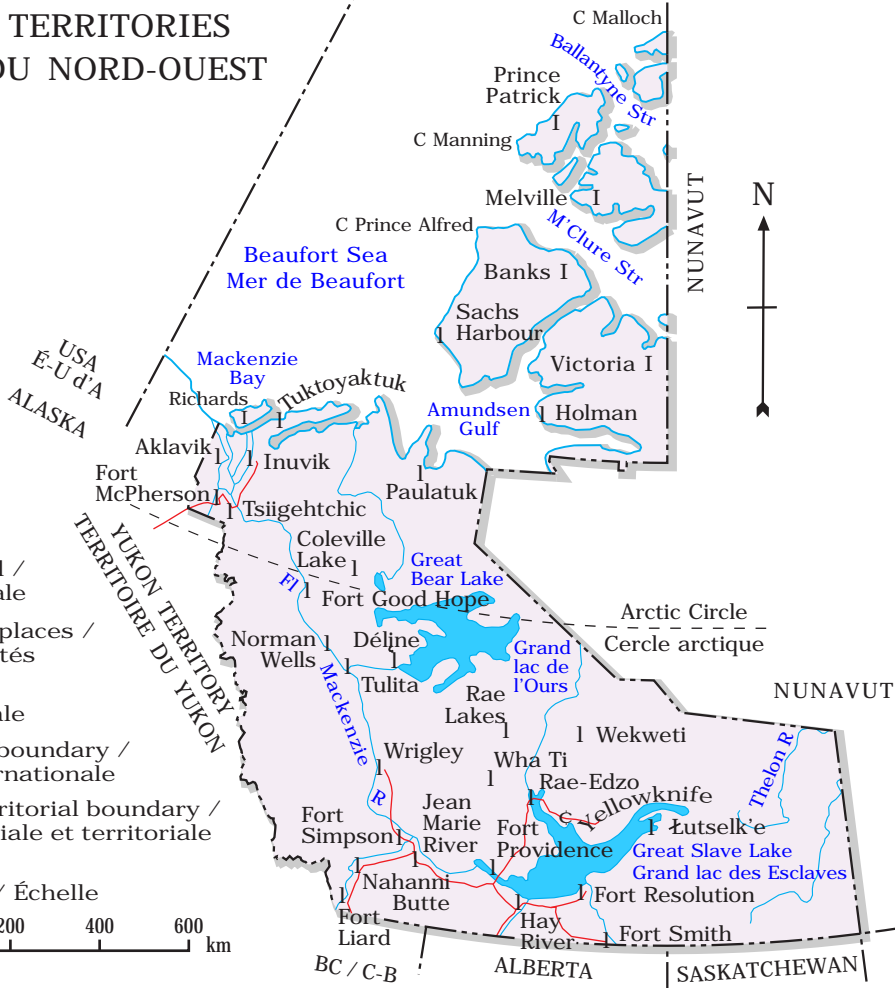 TERRITORIES
DU NORD-OUEST
C Malloch
Ballantyne Str
Prince
Patrick
I
C Manning
Melville I
M'Clure Str
C Prince Alfred
NUNAVUT
N
Beaufort Sea
Mer de Beaufort
Banks I
Sachs
Harbour
Victoria I
USA
É-U d'A
ALASKA
Mackenzie
Bay
Richards
I
Tuktoyaktuk
Amundsen
Gulf
Holman
Aklavik
Inuvik
Fort
McPherson
Paulatuk
Tsiigehtchic
YUKON TERRITORY
TERRITOIRE DU YUKON
Coleville
Lake
Great
Bear Lake
Fl
Fort Good Hope
Arctic Circle
Cercle arctique
places /
Norman
Wells
Déline
Tulita
Grand
lac de
l'Ours
Mackenzie
R
Rae
Lakes
NUNAVUT
Wekweti
Thelon R
boundary /
Wrigley
Wha Ti
Rae-Edzo
Yellowknife
Fort
Simpson
Jean
Marie
River
Fort
Providence
Łutselk'e
Great Slave Lake
Grand lac des Esclaves
ritorial boundary /
iale et territoriale
/ Échelle
Nahanni
Butte
Fort Resolution
Fort
Liard
Hay
River
Fort Smith
200 400 600
km
BC / C-B
ALBERTA
SASKATCHEWAN